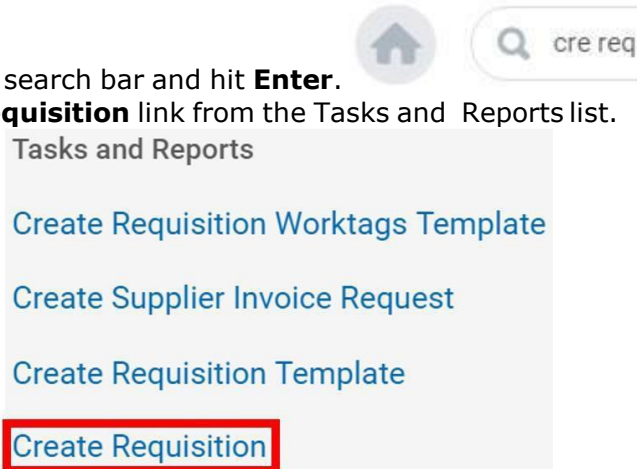 cre req
search bar and hit Enter.
quisition link from the Tasks and Reports list.
Tasks and Reports
Create Requisition Worktags Template
Create Supplier Invoice Request
Create Requisition Template
Create Requisition